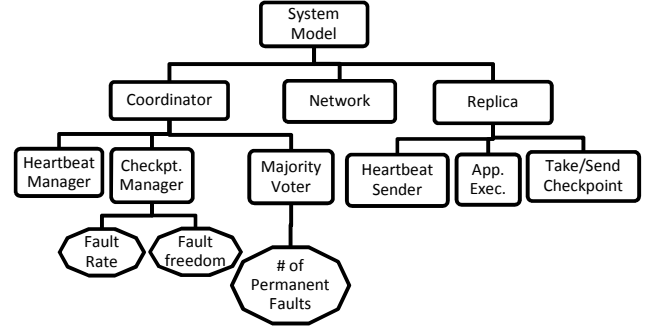 System
Model
Coordinator
Network
Replica
Heartbeat
Manager
Checkpt.
Manager
Majority
Voter
Heartbeat
Sender
App.
Exec.
Take/Send
Checkpoint
Fault
Rate
Fault
freedom
# of
Permanent
Faults